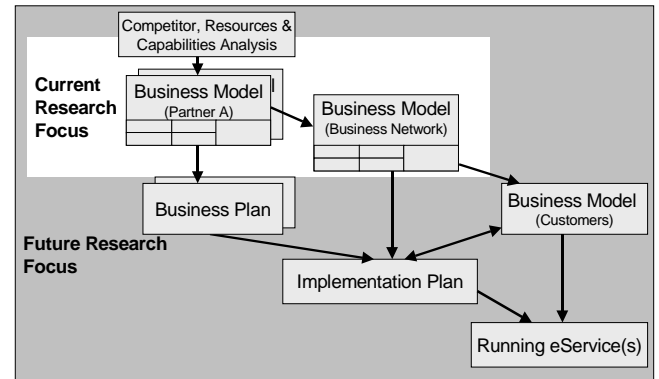 Competitor, Resources &
Capabilities Analysis
Current
Research
Focus
Business Model
(Partner A)
Business Model
(Business Network)
Business Plan
Business Model
(Customers)
Future Research
Focus
Implementation Plan
Running eService(s)